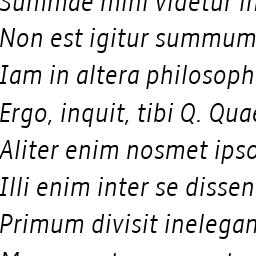 Summae mihi videtur in
Non est igitur summum
Iam in altera philosoph
Ergo, inquit, tibi Q. Quae
Aliter enim nosmet ipso
Illi enim inter se dissen
Primum divisit inelegan